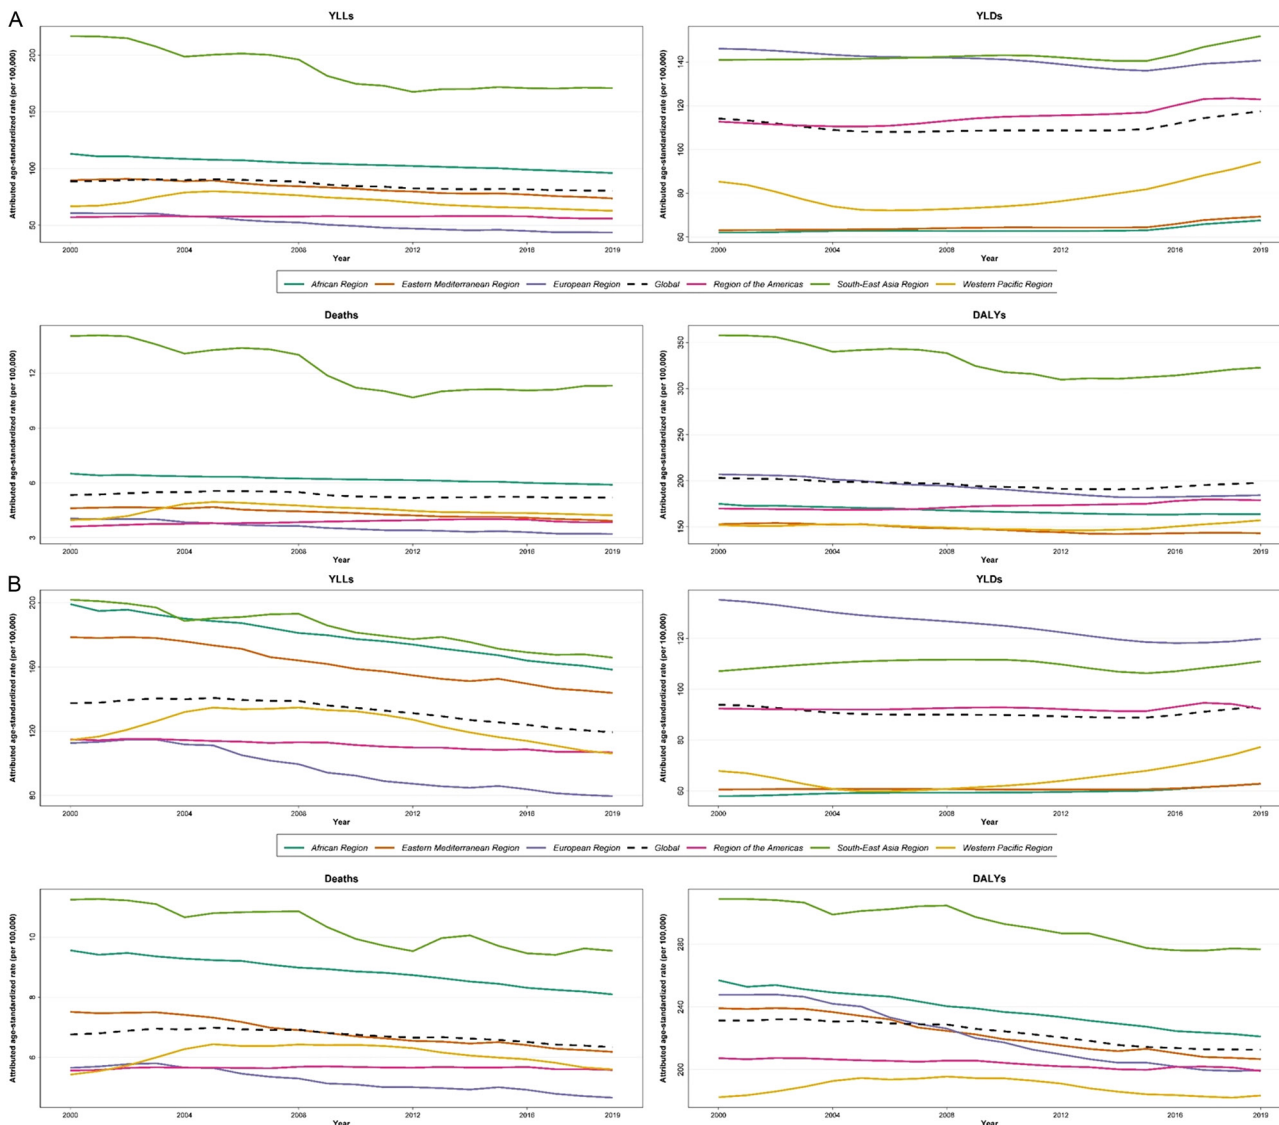 A
YLLs
Attributed age-standardized rate (per 100,000)
200
150
100
50
2000 2004 2008 2012 2016 2019
Year
YLDs
Attributed age-standardized rate (per 100,000)
140
120
100
80
60
2000 2004 2008 2012 2016 2019
Year
African Region Eastern Mediterranean Region European Region Global Region of the Americas South-East Asia Region Western Pacific Region
Deaths
Attributed age-standardized rate (per 100,000)
12
9
6
3
2000 2004 2008 2012 2016 2019
Year
DALYs
Attributed age-standardized rate (per 100,000)
350
300
250
200
150
2000 2004 2008 2012 2016 2019
Year
B
YLLs
Attributed age-standardized rate (per 100,000)
200
160
120
80
2000 2004 2008 2012 2016 2019
Year
YLDs
Attributed age-standardized rate (per 100,000)
120
100
80
60
2000 2004 2008 2012 2016 2019
Year
African Region Eastern Mediterranean Region European Region Global Region of the Americas South-East Asia Region Western Pacific Region
Deaths
Attributed age-standardized rate (per 100,000)
10
8
6
2000 2004 2008 2012 2016 2019
Year
DALYs
Attributed age-standardized rate (per 100,000)
280
240
200
2000 2004 2008 2012 2016 2019
Year